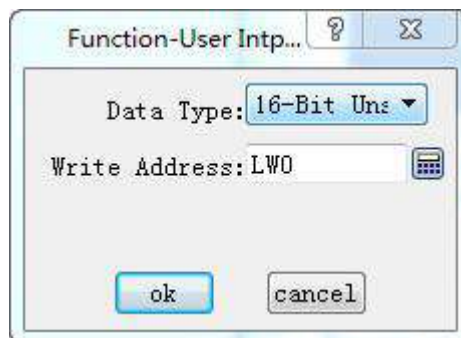 Function-User Intp...
Data Type: 16-Bit Uns
Write Address: LW0
ok cancel